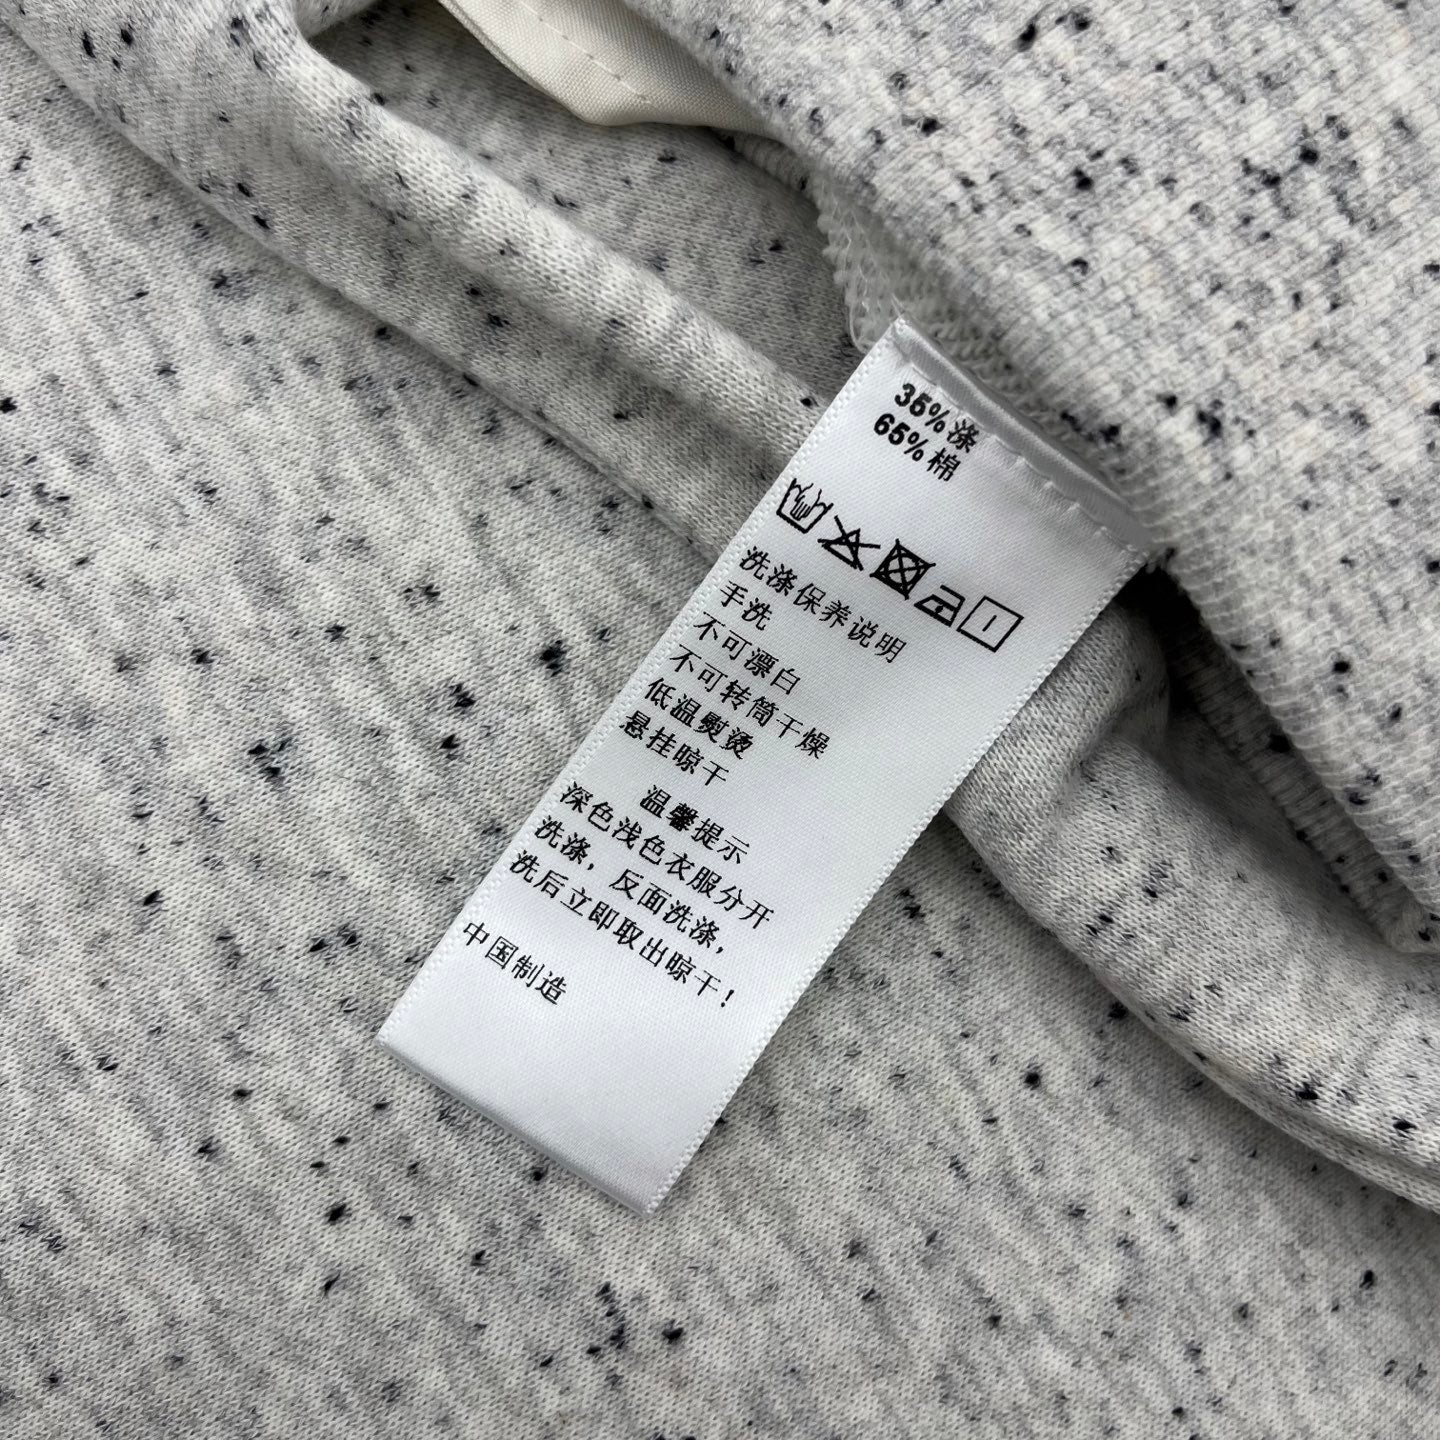 35%涤
65%棉
洗涤保养说明
手洗
不可漂白
不可转筒干燥
低温熨烫
悬挂晾干
温馨提示
深色浅色衣服分开
洗涤，反面洗涤，
洗后立即取出晾干！
中国制造